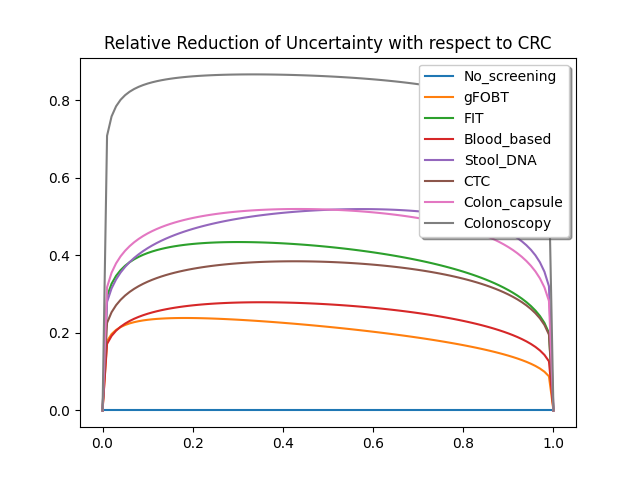 Relative Reduction of Uncertainty with respect to CRC
No_screening
gFOBT
FIT
Blood_based
Stool_DNA
CTC
Colon_capsule
Colonoscopy
0.8
0.6
0.4
0.2
0.0
0.0 0.2 0.4 0.6 0.8 1.0